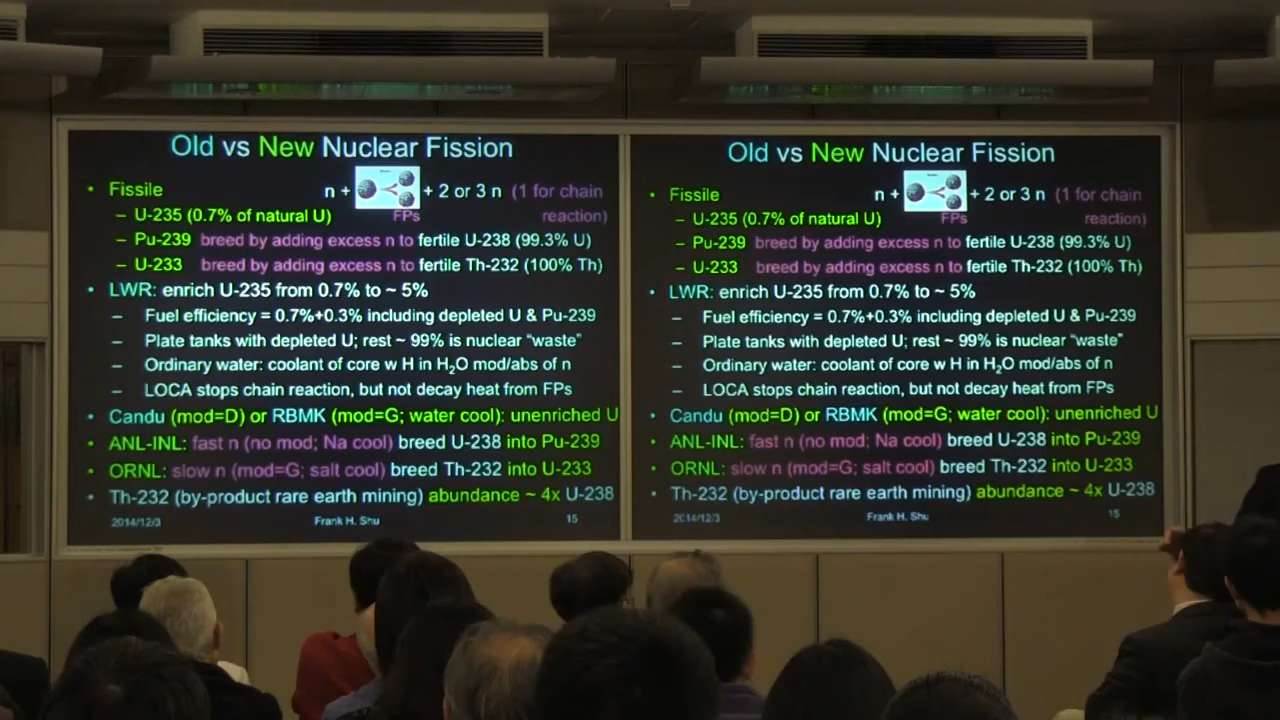 Old vs New Nuclear Fission
• Fissile
n + + 2 or 3 n (1 for chain
– U-235 (0.7% of natural U) FPs reaction)
– Pu-239 breed by adding excess n to fertile U-238 (99.3% U)
– U-233 breed by adding excess n to fertile Th-232 (100% Th)
• LWR: enrich U-235 from 0.7% to ~ 5%
– Fuel efficiency = 0.7%+0.3% including depleted U & Pu-239
– Plate tanks with depleted U; rest ~ 99% is nuclear “waste”
– Ordinary water: coolant of core w H in H₂O mod/abs of n
– LOCA stops chain reaction, but not decay heat from FPs
• Candu (mod=D) or RBMK (mod=G; water cool): unenriched U
• ANL-INL: fast n (no mod; Na cool) breed U-238 into Pu-239
• ORNL: slow n (mod=G; salt cool) breed Th-232 into U-233
• Th-232 (by-product rare earth mining) abundance ~ 4x U-238
2014/12/3 Frank H. Shu 15
Old vs New Nuclear Fission
• Fissile
n + + 2 or 3 n (1 for chain
– U-235 (0.7% of natural U) FPs reaction)
– Pu-239 breed by adding excess n to fertile U-238 (99.3% U)
– U-233 breed by adding excess n to fertile Th-232 (100% Th)
• LWR: enrich U-235 from 0.7% to ~ 5%
– Fuel efficiency = 0.7%+0.3% including depleted U & Pu-239
– Plate tanks with depleted U; rest ~ 99% is nuclear “waste”
– Ordinary water: coolant of core w H in H₂O mod/abs of n
– LOCA stops chain reaction, but not decay heat from FPs
• Candu (mod=D) or RBMK (mod=G; water cool): unenriched U
• ANL-INL: fast n (no mod; Na cool) breed U-238 into Pu-239
• ORNL: slow n (mod=G; salt cool) breed Th-232 into U-233
• Th-232 (by-product rare earth mining) abundance ~ 4x U-238
2014/12/3 Frank H. Shu 15